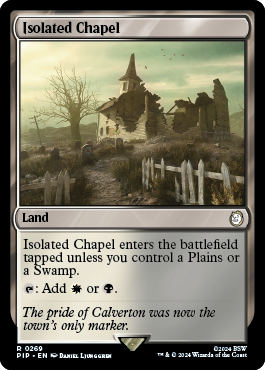 Isolated Chapel
Land
Isolated Chapel enters the battlefield
tapped unless you control a Plains or
a Swamp.
: Add or .
The pride of Calverton was now the
town's only marker.
R 0269
PIP • EN Daniel Ljunggren
©2024 BSW
™ & © 2024 Wizards of the Coast